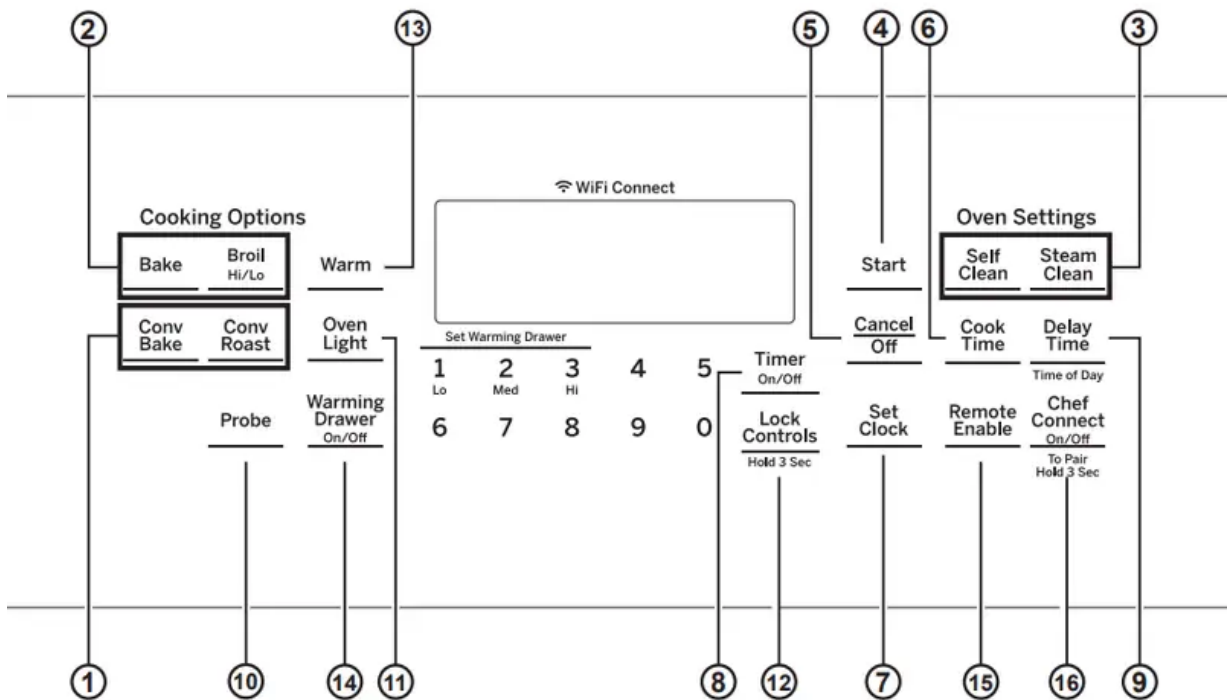 2
13
5
4
6
3
WiFi Connect
Cooking Options
Bake
Broil
Hi/Lo
Warm
Conv
Bake
Conv
Roast
Oven
Light
Probe
Warming
Drawer
On/Off
Set Warming Drawer
1
Lo
2
Med
3
Hi
4
5
6
7
8
9
0
Timer
On/Off
Lock
Controls
Hold 3 Sec
Start
Cancel
Off
Set
Clock
Oven Settings
Self
Clean
Steam
Clean
Cook
Time
Delay
Time
Time of Day
Remote
Enable
Chef
Connect
On/Off
To Pair
Hold 3 Sec
1
10
14
11
8
12
7
15
16
9